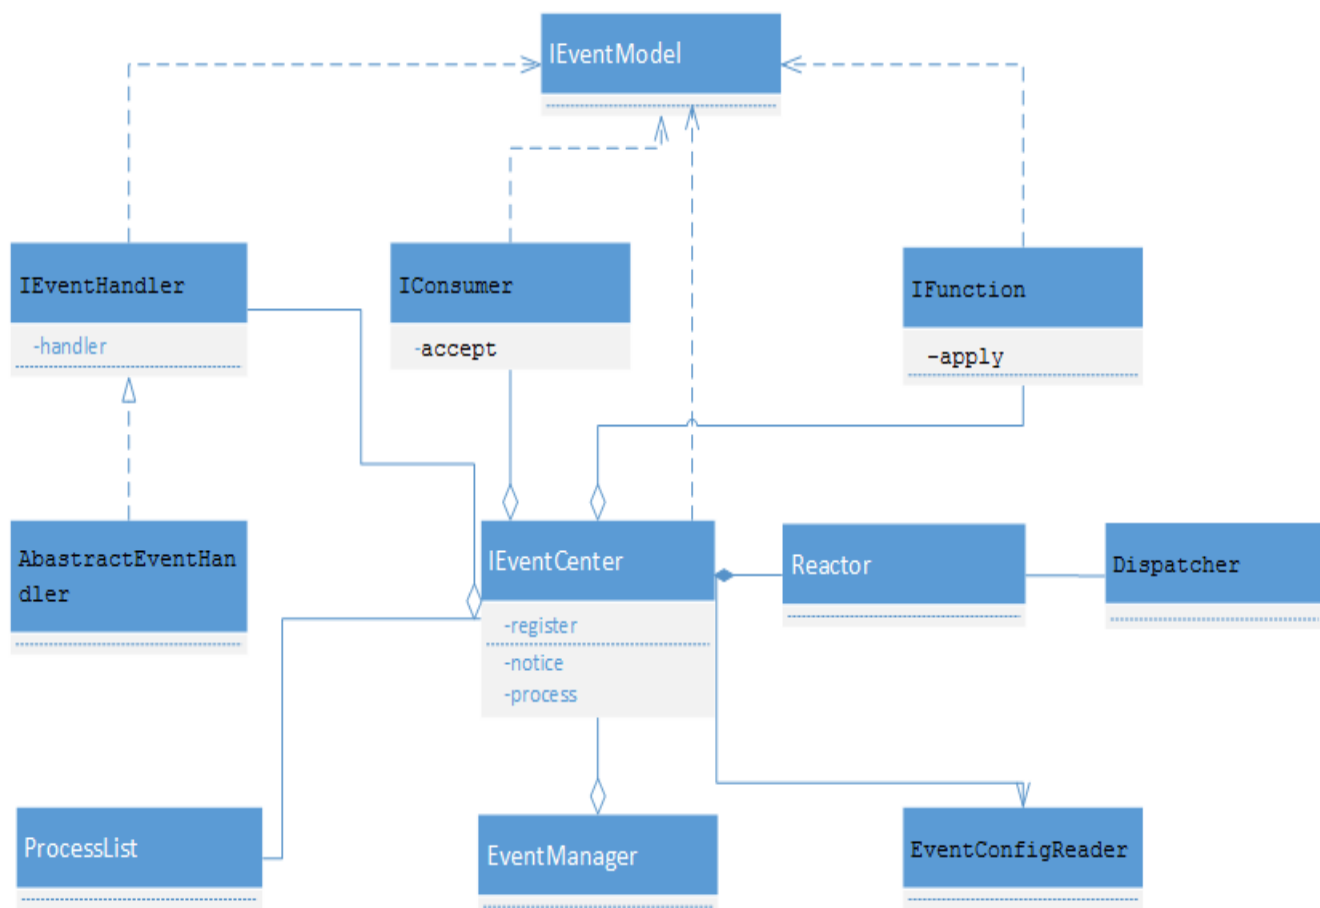 IEventModel
IEventHandler
-handler
IConsumer
-accept
IFunction
-apply
AbastractEventHan
dler
IEventCenter
-register
-notice
-process
Reactor
Dispatcher
ProcessList
EventManager
EventConfigReader